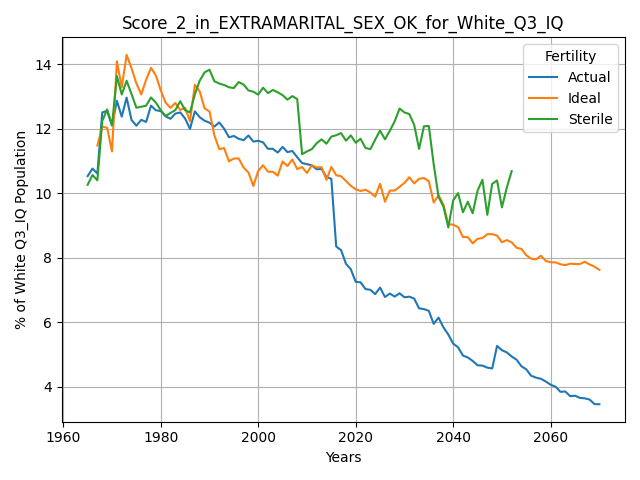 Score_2_in_EXTRAMARITAL_SEX_OK_for_White_Q3_IQ
Fertility
Actual
Ideal
Sterile
% of White Q3_IQ Population
14
12
10
8
6
4
1960 1980 2000 2020 2040 2060
Years